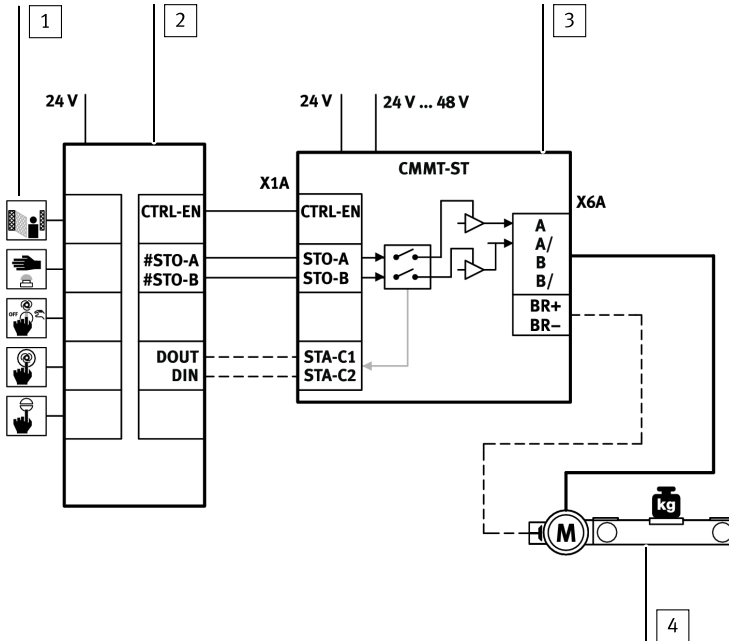 1
2
3
24 V
24 V
24 V ... 48 V
CMMT-ST
X1A
X6A
CTRL-EN
CTRL-EN
#STO-A
#STO-B
STO-A
STO-B
A
A/
B
B/
BR+
BR–
OFF
DOUT
DIN
STA-C1
STA-C2
kg
M
4